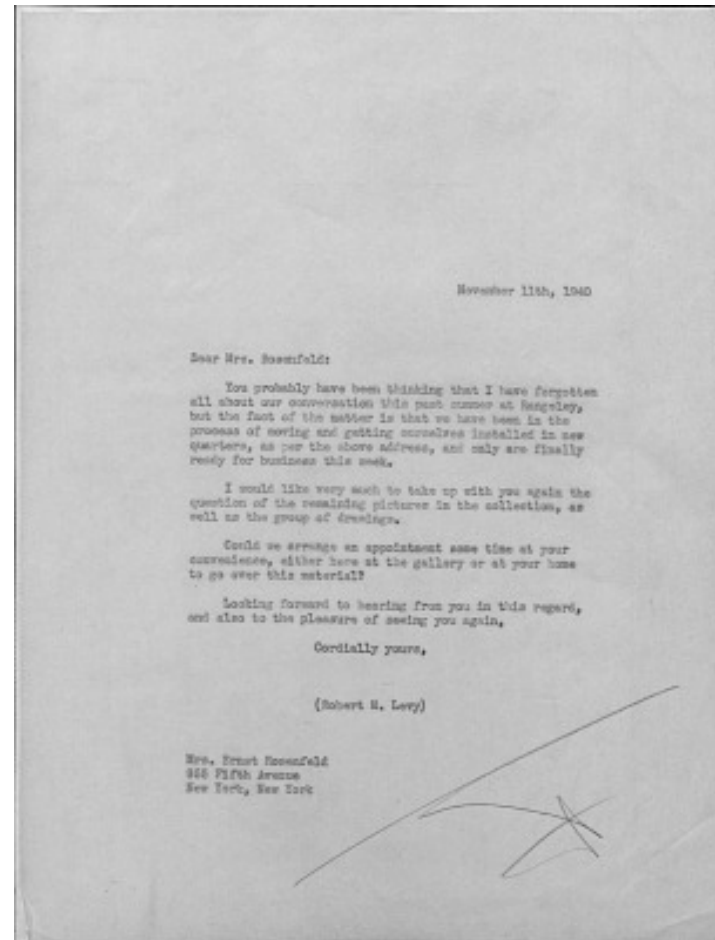 November 11th, 1940
Dear Mrs. Rosenfeld:
You probably have been thinking that I have forgotten
all about our conversation this past summer at Rangeley,
but the fact of the matter is that we have been in the
process of moving and getting ourselves installed in new
quarters, as per the above address, and only are finally
ready for business this week.
I would like very much to take up with you again the
question of the remaining pictures in the collection, as
well as the group of drawings.
Could we arrange an appointment some time at your
convenience, either here at the gallery or at your home
to go over this material?
Looking forward to hearing from you in this regard,
and also to the pleasure of seeing you again,
Cordially yours,
(Robert M. Levy)
Mrs. Ernst Rosenfeld
Fifth Avenue
New York, New York